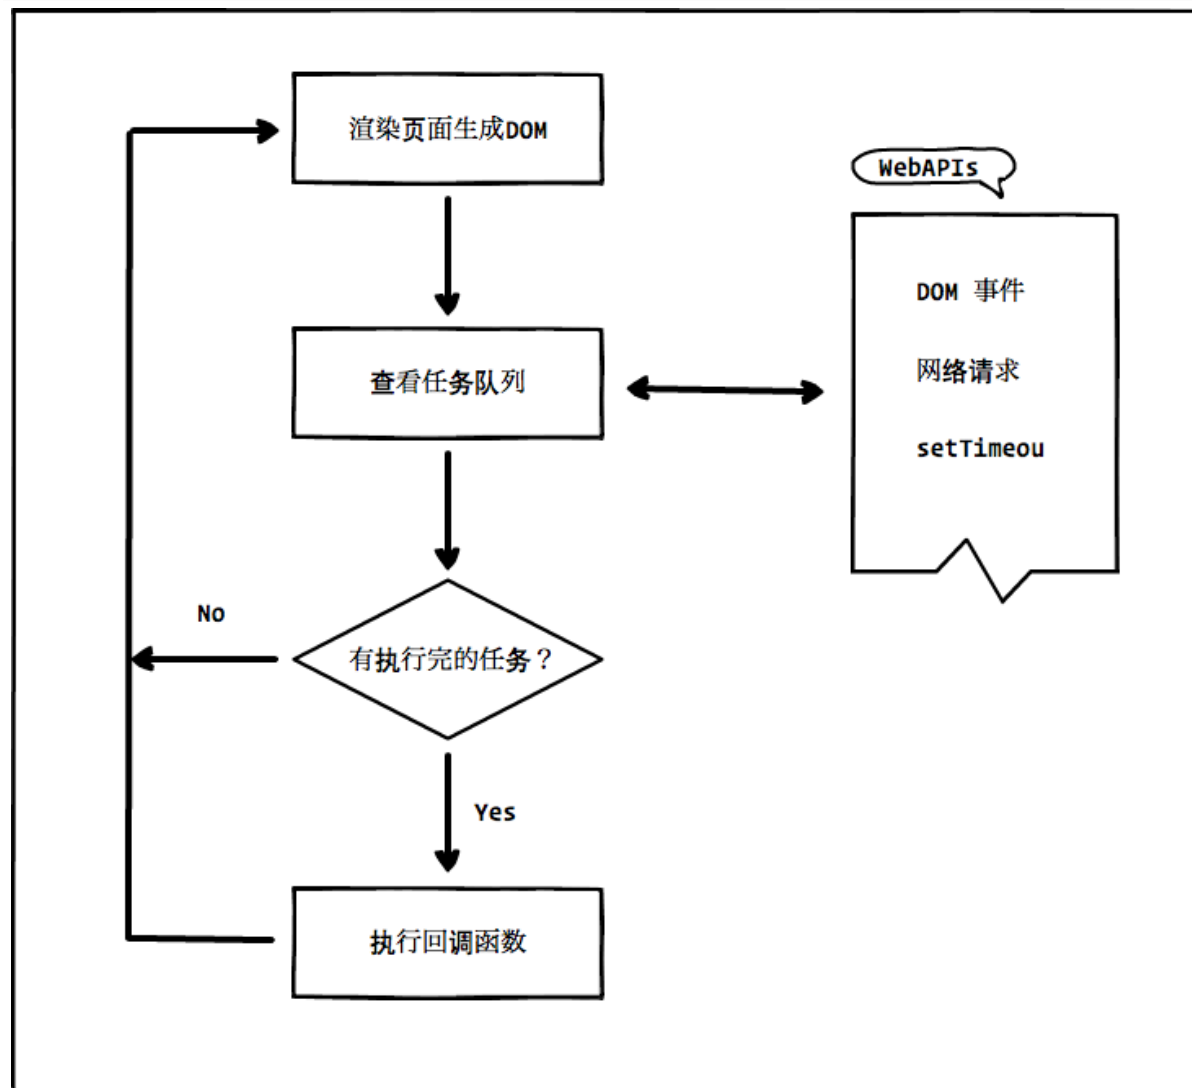 渲染页面生成DOM
WebAPIs
DOM 事件
网络请求
setTimeou
查看任务队列
No
有执行完的任务？
Yes
执行回调函数